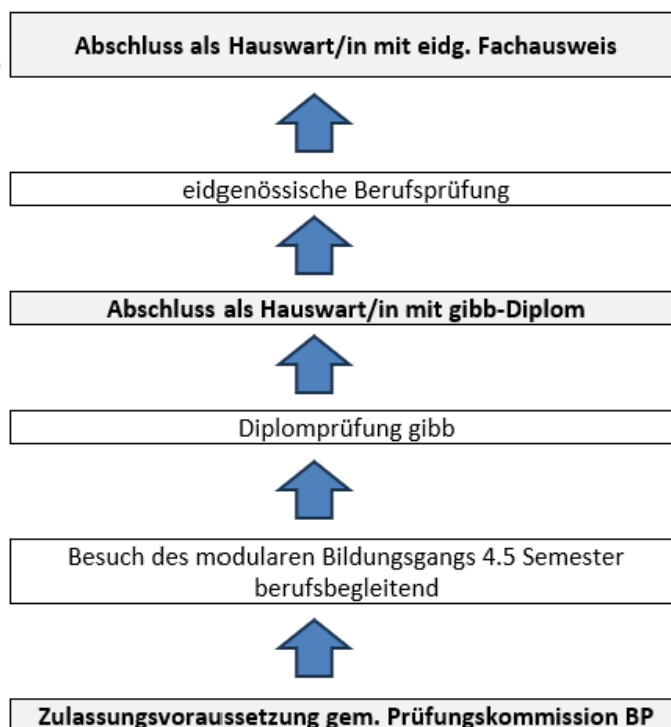 Abschluss als Hauswart/in mit eidg. Fachausweis
eidgenössische Berufsprüfung
Abschluss als Hauswart/in mit gibb-Diplom
Diplomprüfung gibb
Besuch des modularen Bildungsgangs 4.5 Semester
berufsbegleitend
Zulassungsvoraussetzung gem. Prüfungskommission BP